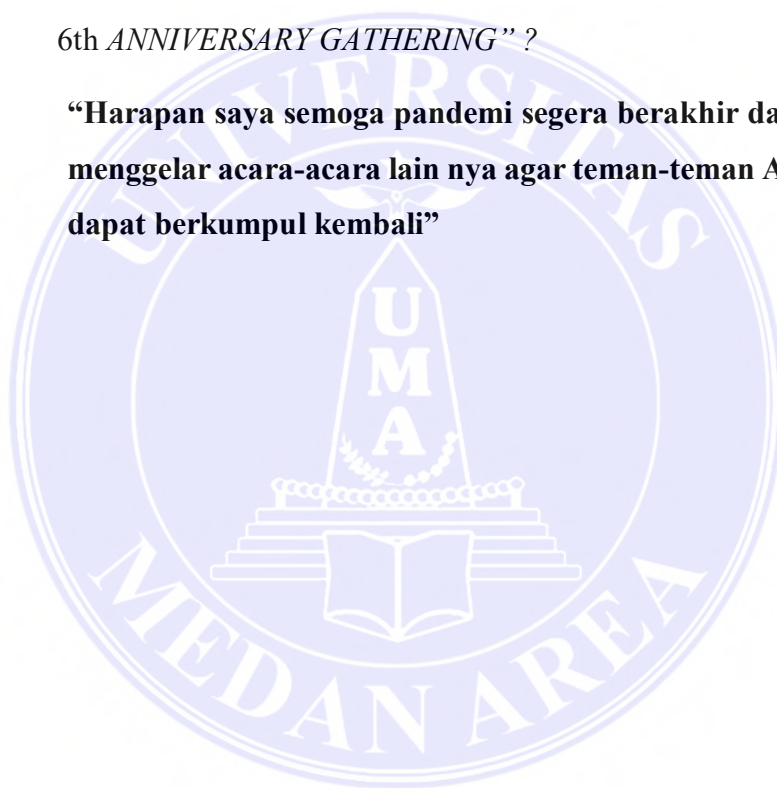 6th ANNIVERSARY GATHERING” ?
“Harapan saya semoga pandemi segera berakhir da
menggelar acara-acara lain nya agar teman-teman A
dapat berkumpul kembali”
UNIVERSITAS
U
M
A
MEDAN AREA